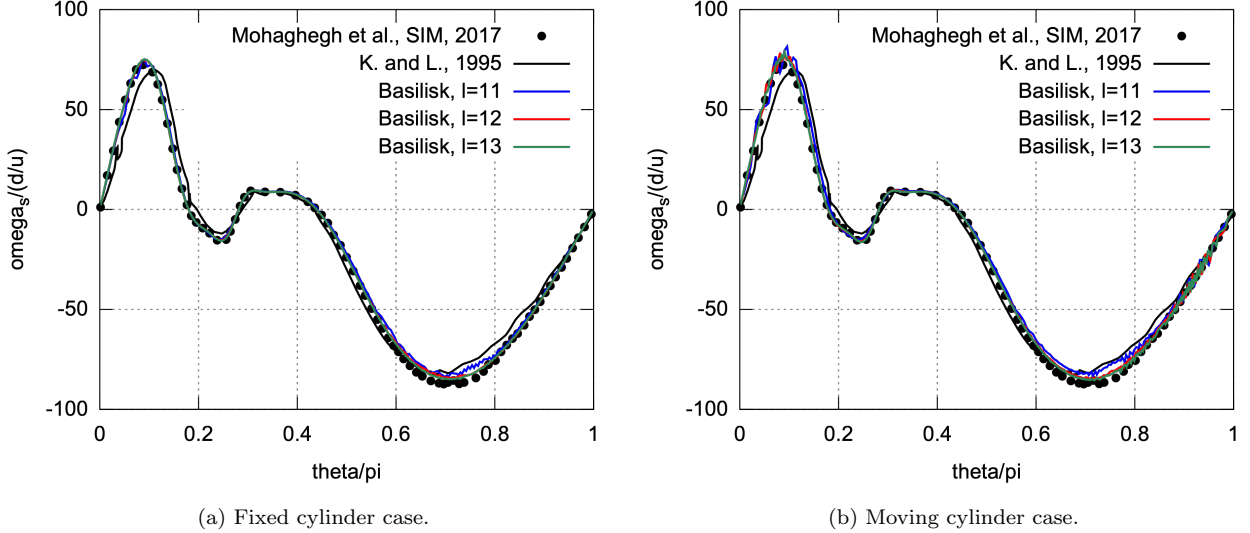 100
50
0
-50
-100
omega_s/(d/u)
Mohaghegh et al., SIM, 2017
K. and L., 1995
Basilisk, l=11
Basilisk, l=12
Basilisk, l=13
0 0.2 0.4 0.6 0.8 1
theta/pi
(a) Fixed cylinder case.
100
50
0
-50
-100
omega_s/(d/u)
Mohaghegh et al., SIM, 2017
K. and L., 1995
Basilisk, l=11
Basilisk, l=12
Basilisk, l=13
0 0.2 0.4 0.6 0.8 1
theta/pi
(b) Moving cylinder case.